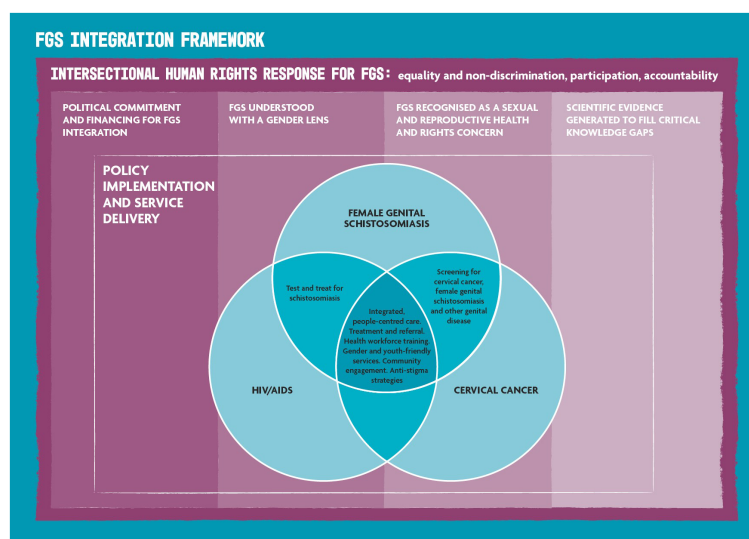 FGS INTEGRATION FRAMEWORK
INTERSECTIONAL HUMAN RIGHTS RESPONSE FOR FGS: equality and non-discrimination, participation, accountability
POLITICAL COMMITMENT
AND FINANCING FOR FGS
INTEGRATION
FGS UNDERSTOOD
WITH A GENDER LENS
FGS RECOGNISED AS A SEXUAL
AND REPRODUCTIVE HEALTH
AND RIGHTS CONCERN
SCIENTIFIC EVIDENCE
GENERATED TO FILL CRITICAL
KNOWLEDGE GAPS
POLICY
IMPLEMENTATION
AND SERVICE
DELIVERY
FEMALE GENITAL
SCHISTOSOMIASIS
Test and treat for
schistosomiasis
Screening for
cervical cancer,
female genital
schistosomiasis
and other genital
disease
Integrated,
people-centred care.
Treatment and referral.
Health workforce training.
Gender and youth-friendly
services. Community
engagement. Anti-stigma
strategies
HIV/AIDS
CERVICAL CANCER